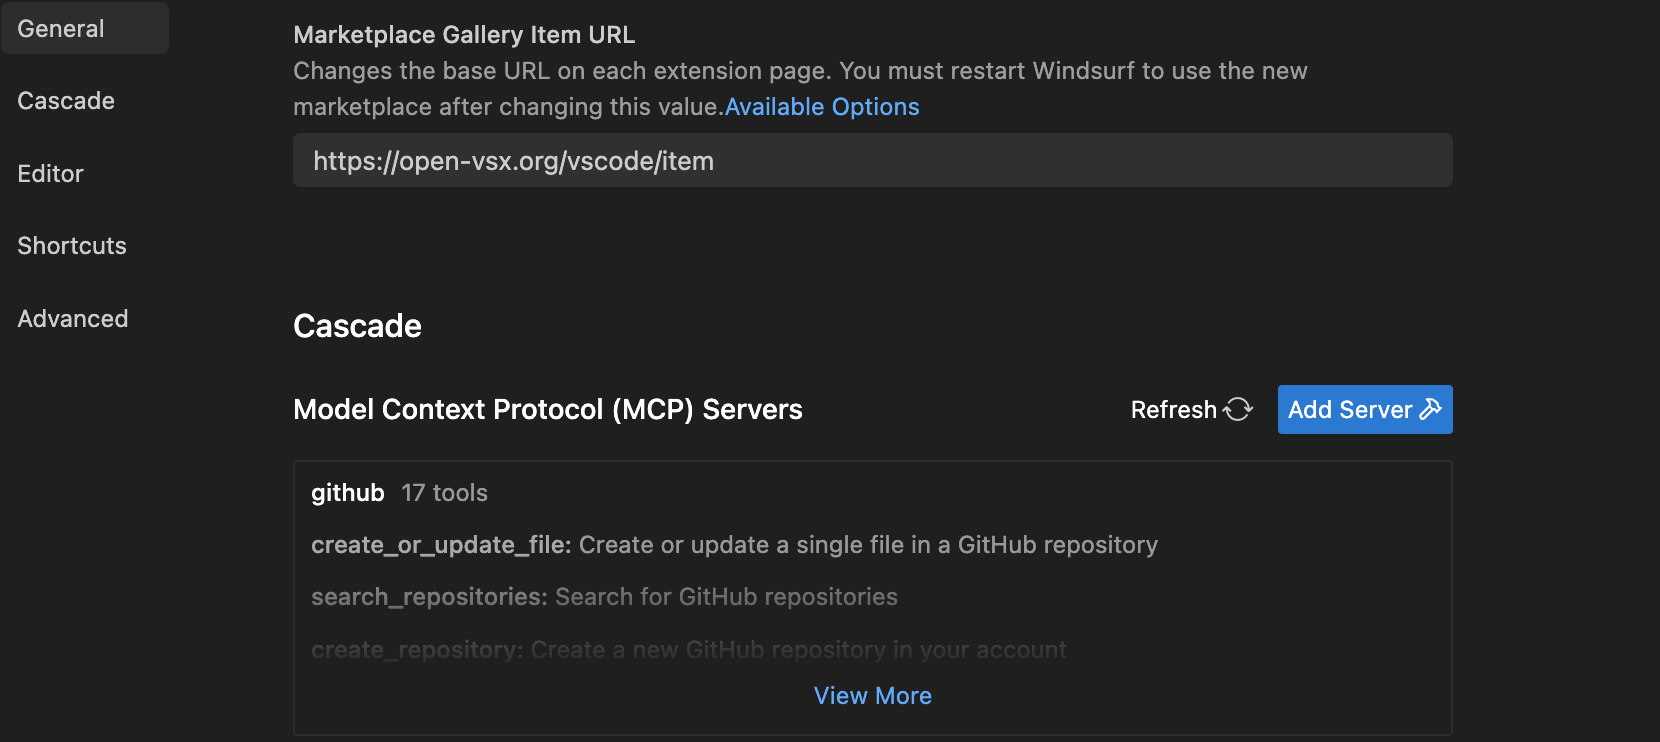 General
Cascade
Editor
Shortcuts
Advanced
Marketplace Gallery Item URL
Changes the base URL on each extension page. You must restart Windsurf to use the new
marketplace after changing this value.Available Options
https://open-vsx.org/vscode/item
Cascade
Model Context Protocol (MCP) Servers
Refresh
Add Server
github 17 tools
create_or_update_file: Create or update a single file in a GitHub repository
search_repositories: Search for GitHub repositories
create_repository: Create a new GitHub repository in your account
View More